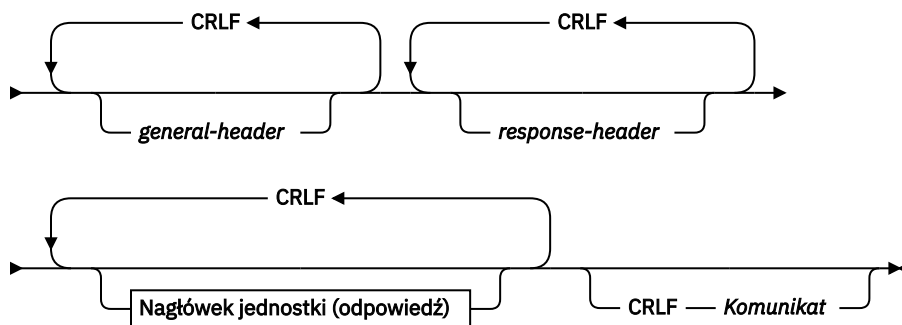 CRLF CRLF
general-header response-header
CRLF
Nagłówek jednostki (odpowiedź) CRLF Komunikat